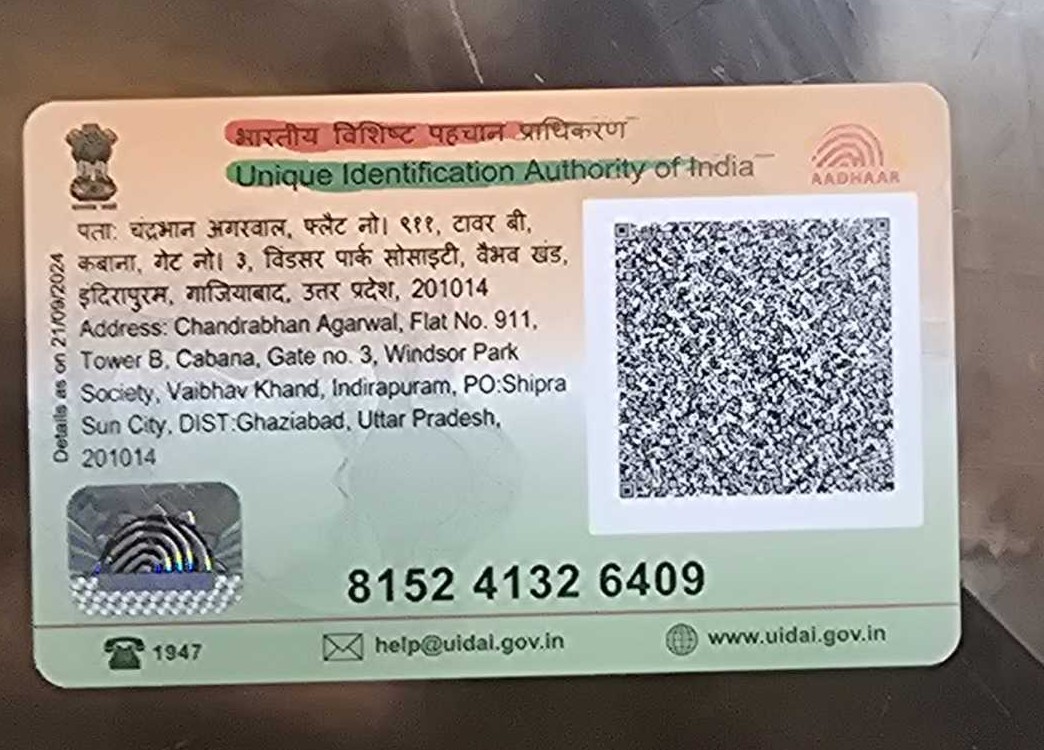 भारतीय विशिष्ट पहचान प्राधिकरण
Unique Identification Authority of India
AADHAAR
पता: चंद्रभान अगरवाल, फ्लैट नो। ९११, टावर बी,
कबाना, गेट नो। ३, विंडसर पार्क सोसाइटी, वैभव खंड,
इंदिरापुरम, गाजियाबाद, उत्तर प्रदेश, 201014
Address: Chandrabhan Agarwal, Flat No. 911,
Tower B, Cabana, Gate no. 3, Windsor Park
Society, Vaibhav Khand, Indirapuram, PO:Shipra
Sun City, DIST:Ghaziabad, Uttar Pradesh,
201014
Details as on 21/09/2024
8152 4132 6409
1947
help@uidai.gov.in
www.uidai.gov.in